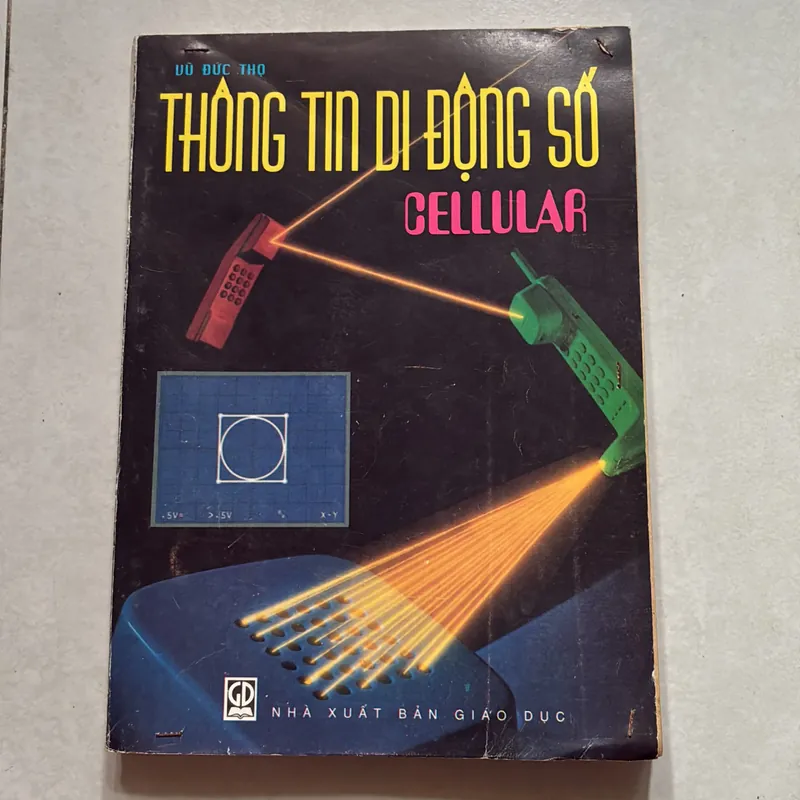 VŨ ĐỨC THỌ
THÔNG TIN DI ĐỘNG SỐ
CELLULAR
.5V= >.5V X-Y
GD NHÀ XUẤT BẢN GIÁO DỤC